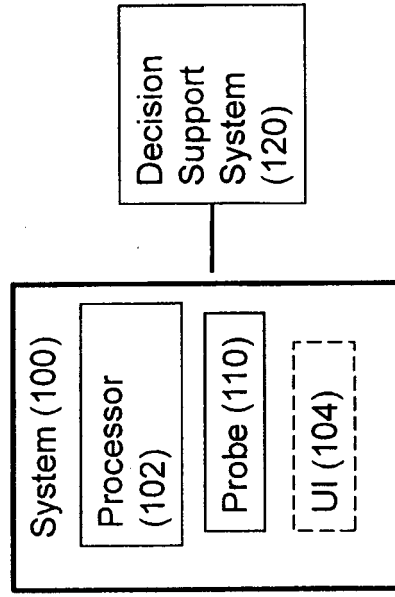 System (100)
Processor
(102)
Probe (110)
UI (104)
Decision
Support
System
(120)